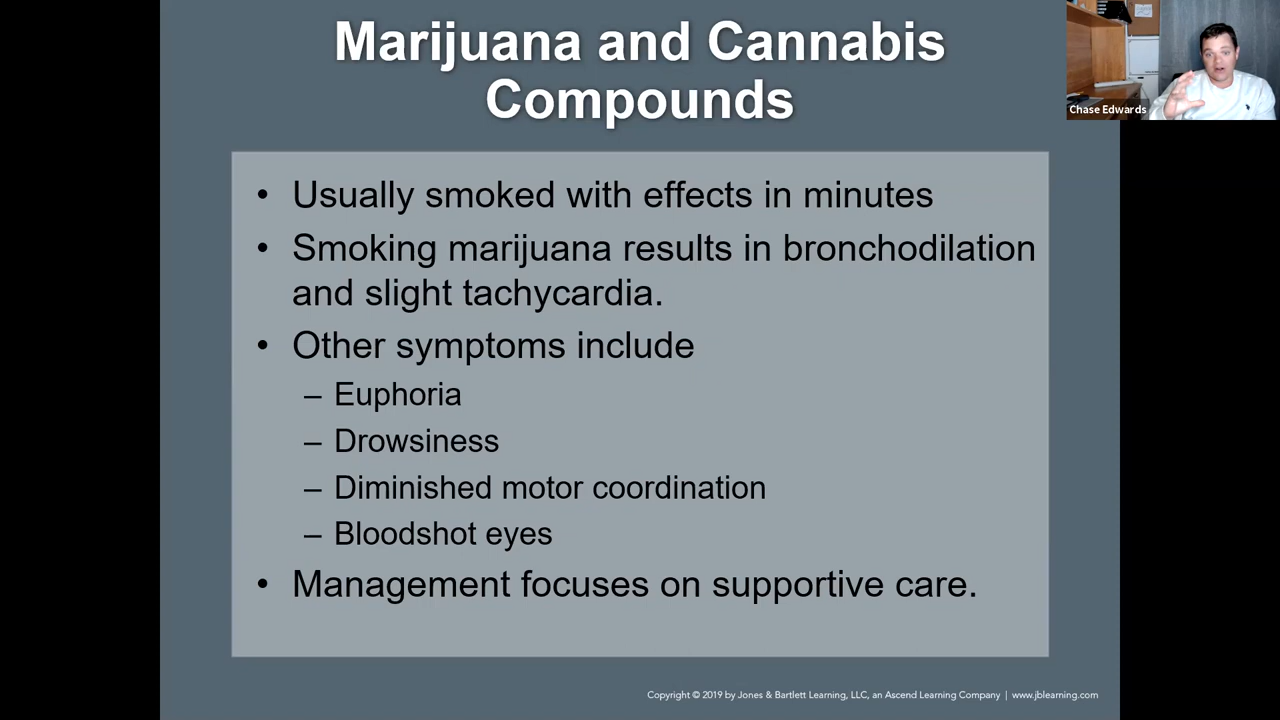 Marijuana and Cannabis
Compounds
Chase Edwards
• Usually smoked with effects in minutes
• Smoking marijuana results in bronchodilation
and slight tachycardia.
• Other symptoms include
– Euphoria
– Drowsiness
– Diminished motor coordination
– Bloodshot eyes
• Management focuses on supportive care.
Copyright © 2019 by Jones & Bartlett Learning, LLC, an Ascend Learning Company | www.jblearning.com